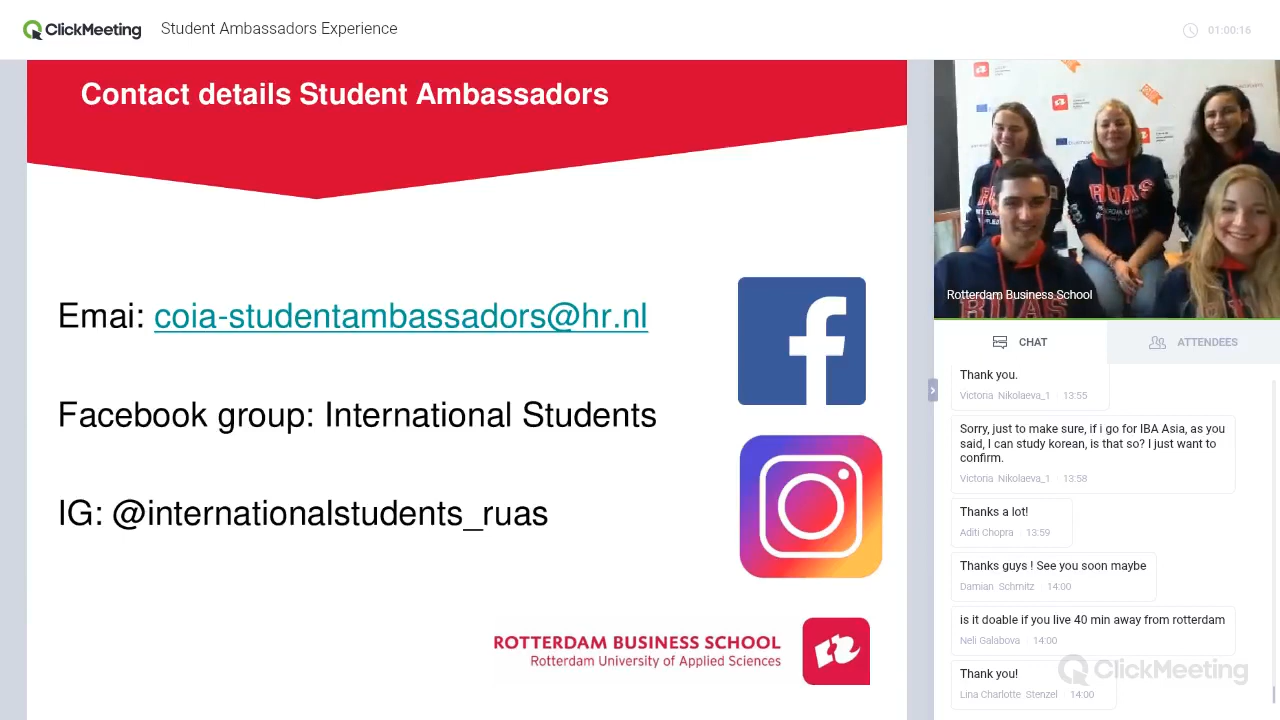 ClickMeeting
Student Ambassadors Experience
01:00:16
Contact details Student Ambassadors
Emai: coia-studentambassadors@hr.nl
Facebook group: International Students
IG: @internationalstudents_ruas
ROTTERDAM BUSINESS SCHOOL
Rotterdam University of Applied Sciences
RUAS
RUAS
Rotterdam Business School
CHAT
ATTENDEES
Thank you.
Victoria Nikolaeva_1 13:55
Sorry, just to make sure, if i go for IBA Asia, as you
said, I can study korean, is that so? I just want to
confirm.
Victoria Nikolaeva_1 13:58
Thanks a lot!
Aditi Chopra 13:59
Thanks guys ! See you soon maybe
Damian Schmitz 14:00
is it doable if you live 40 min away from rotterdam
Neli Galabova 14:00
Thank you!
Lina Charlotte Stenzel 14:00
ClickMeeting